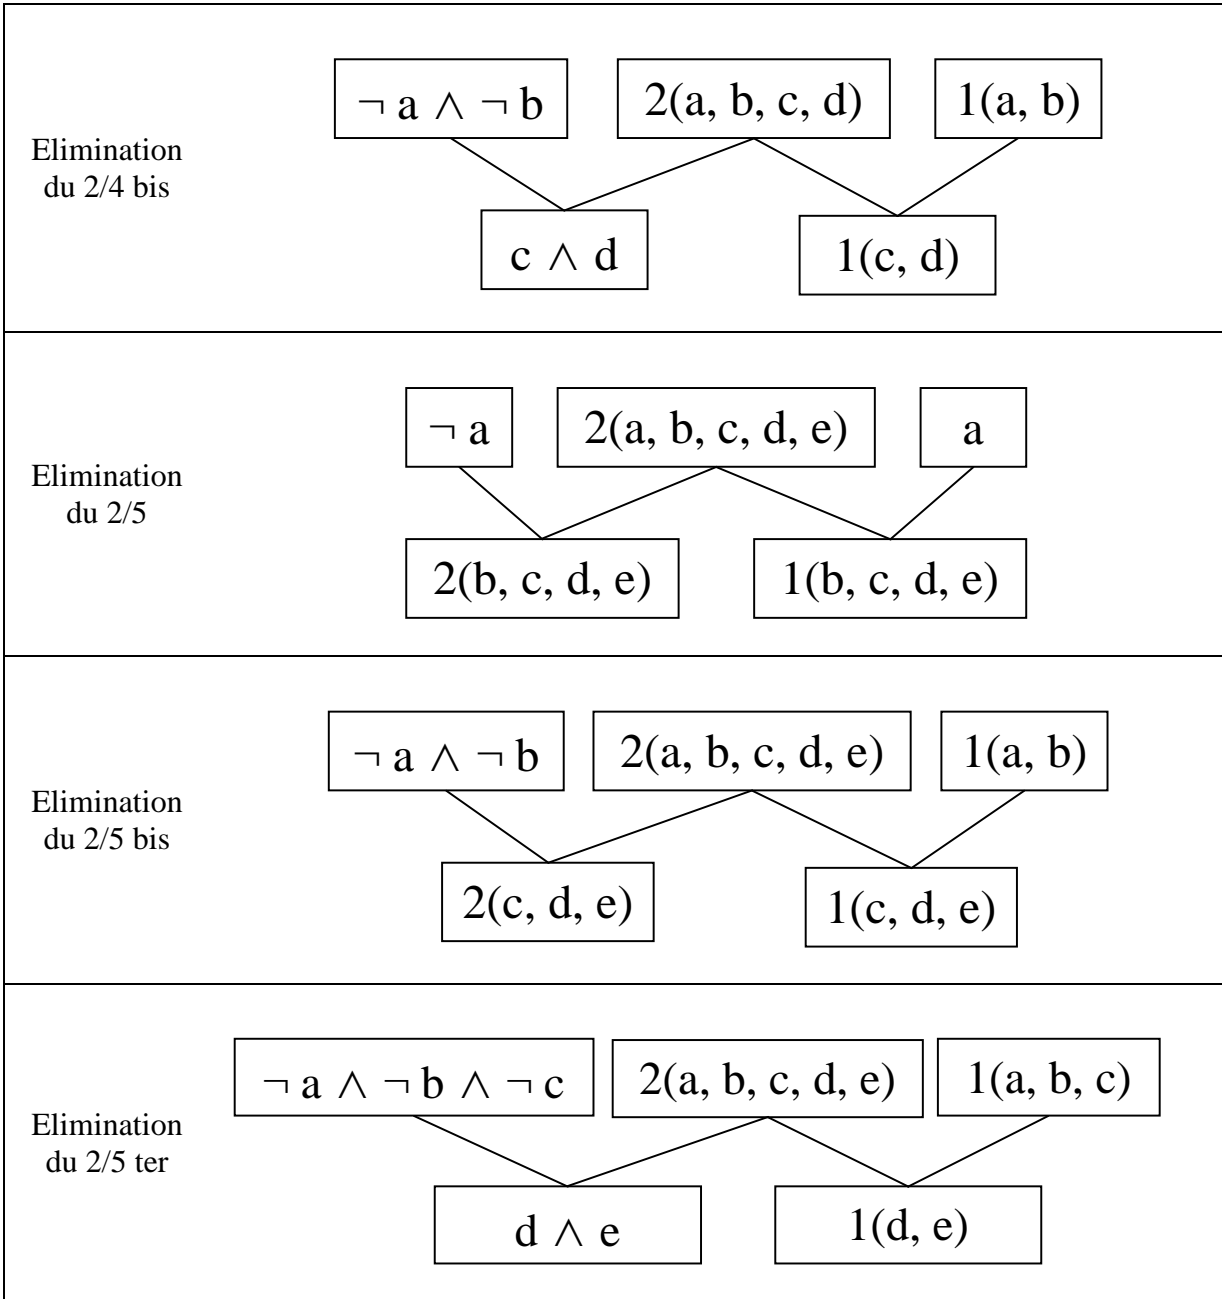 ¬ a ∧ ¬ b
2(a, b, c, d)
1(a, b)
Elimination
du 2/4 bis
c ∧ d
1(c, d)
¬ a
2(a, b, c, d, e)
a
Elimination
du 2/5
2(b, c, d, e)
1(b, c, d, e)
¬ a ∧ ¬ b
2(a, b, c, d, e)
1(a, b)
Elimination
du 2/5 bis
2(c, d, e)
1(c, d, e)
¬ a ∧ ¬ b ∧ ¬ c
2(a, b, c, d, e)
1(a, b, c)
Elimination
du 2/5 ter
d ∧ e
1(d, e)